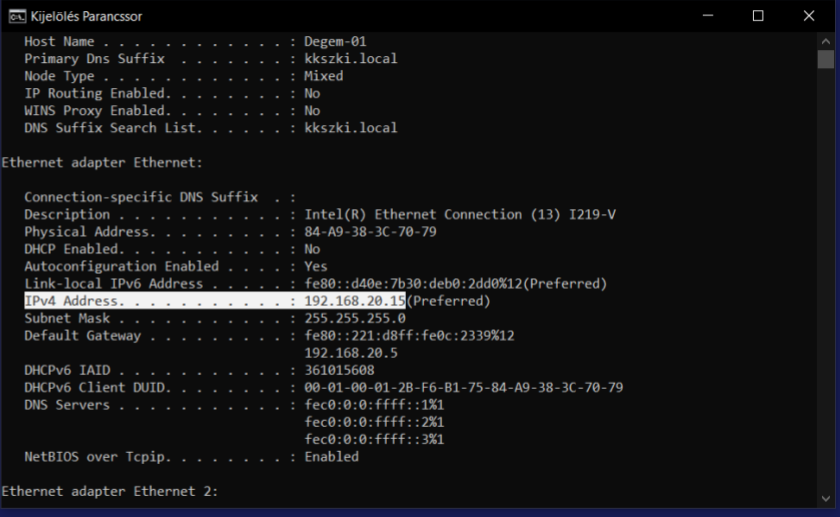 Kijelölés Parancssor
Host Name . . . . . . . . . . . . : Degem-01
Primary Dns Suffix  . . . . . . . : kkszki.local
Node Type . . . . . . . . . . . . : Mixed
IP Routing Enabled. . . . . . . . : No
WINS Proxy Enabled. . . . . . . . : No
DNS Suffix Search List. . . . . . : kkszki.local
Ethernet adapter Ethernet:
Connection-specific DNS Suffix  . :
Description . . . . . . . . . . . : Intel(R) Ethernet Connection (13) I219-V
Physical Address. . . . . . . . . : 84-A9-38-3C-70-79
DHCP Enabled. . . . . . . . . . . : No
Autoconfiguration Enabled . . . . : Yes
Link-local IPv6 Address . . . . . : fe80::d40e:7b30:deb0:2dd0%12(Preferred)
IPv4 Address. . . . . . . . . . . : 192.168.20.15(Preferred)
Subnet Mask . . . . . . . . . . . : 255.255.255.0
Default Gateway . . . . . . . . . : fe80::221:d8ff:fe0c:2339%12
192.168.20.5
DHCPv6 IAID . . . . . . . . . . . : 361015608
DHCPv6 Client DUID. . . . . . . . : 00-01-00-01-2B-F6-B1-75-84-A9-38-3C-70-79
DNS Servers . . . . . . . . . . . : fec0:0:0:ffff::1%1
fec0:0:0:ffff::2%1
fec0:0:0:ffff::3%1
NetBIOS over Tcpip. . . . . . . . : Enabled
Ethernet adapter Ethernet 2: